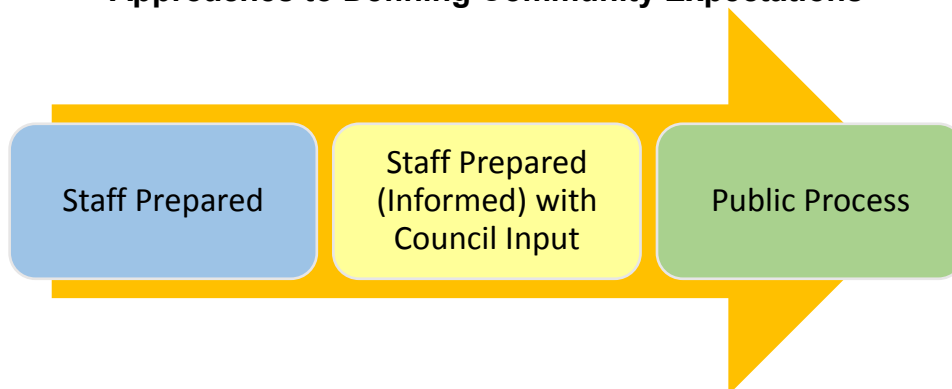 Approaches to Defining Community Expectations
Staff Prepared
Staff Prepared
(Informed) with
Council Input
Public Process